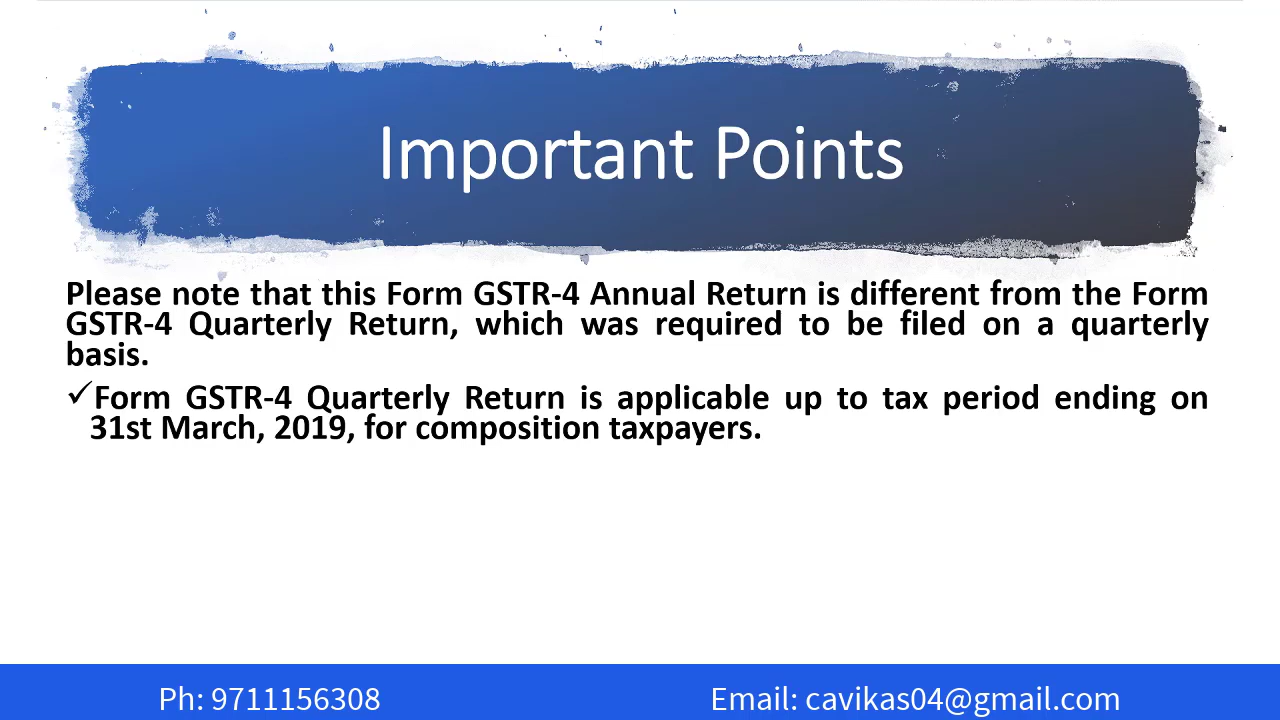 Important Points
Please note that this Form GSTR-4 Annual Return is different from the Form
GSTR-4 Quarterly Return, which was required to be filed on a quarterly
basis.
✓Form GSTR-4 Quarterly Return is applicable up to tax period ending on
31st March, 2019, for composition taxpayers.
Ph: 9711156308
Email: cavikas04@gmail.com